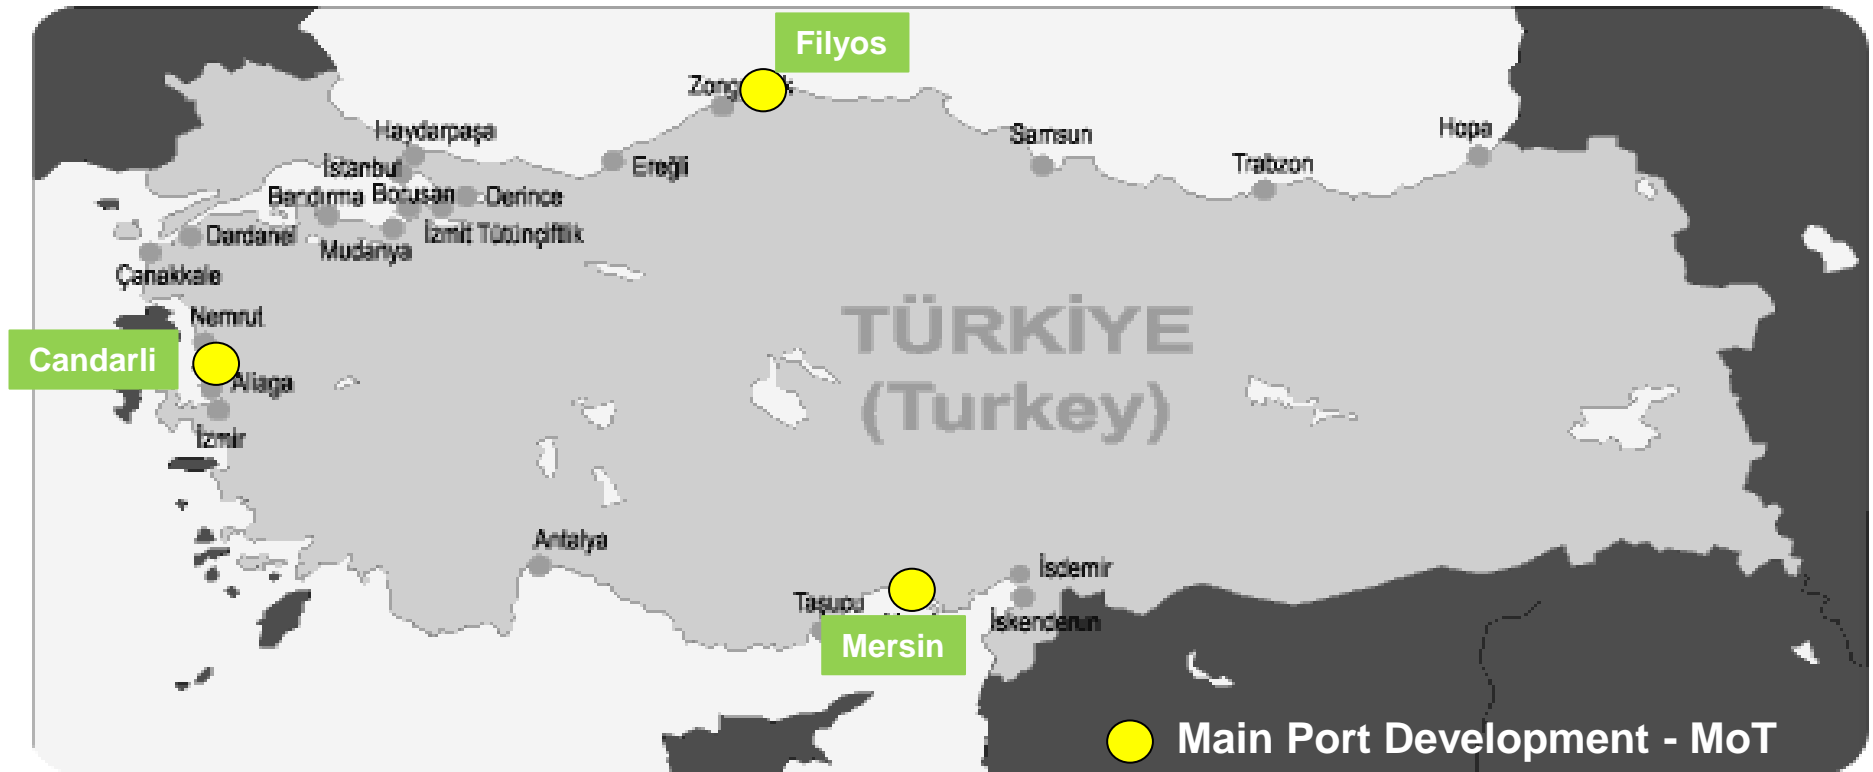 Filyos
Zong
Haydarpaşa
Samsun
Hopa
İstanbul
Ereğli
Trabzon
Bandırma
Borusan
Derince
Dardanel
Mudanya
İzmit Tütünçiftlik
Çanakkale
Nemrut
TÜRKİYE
(Turkey)
Candarli
Aliaga
İzmir
Antalya
İsdemir
Taşucu
İskenderun
Mersin
Main Port Development - MoT